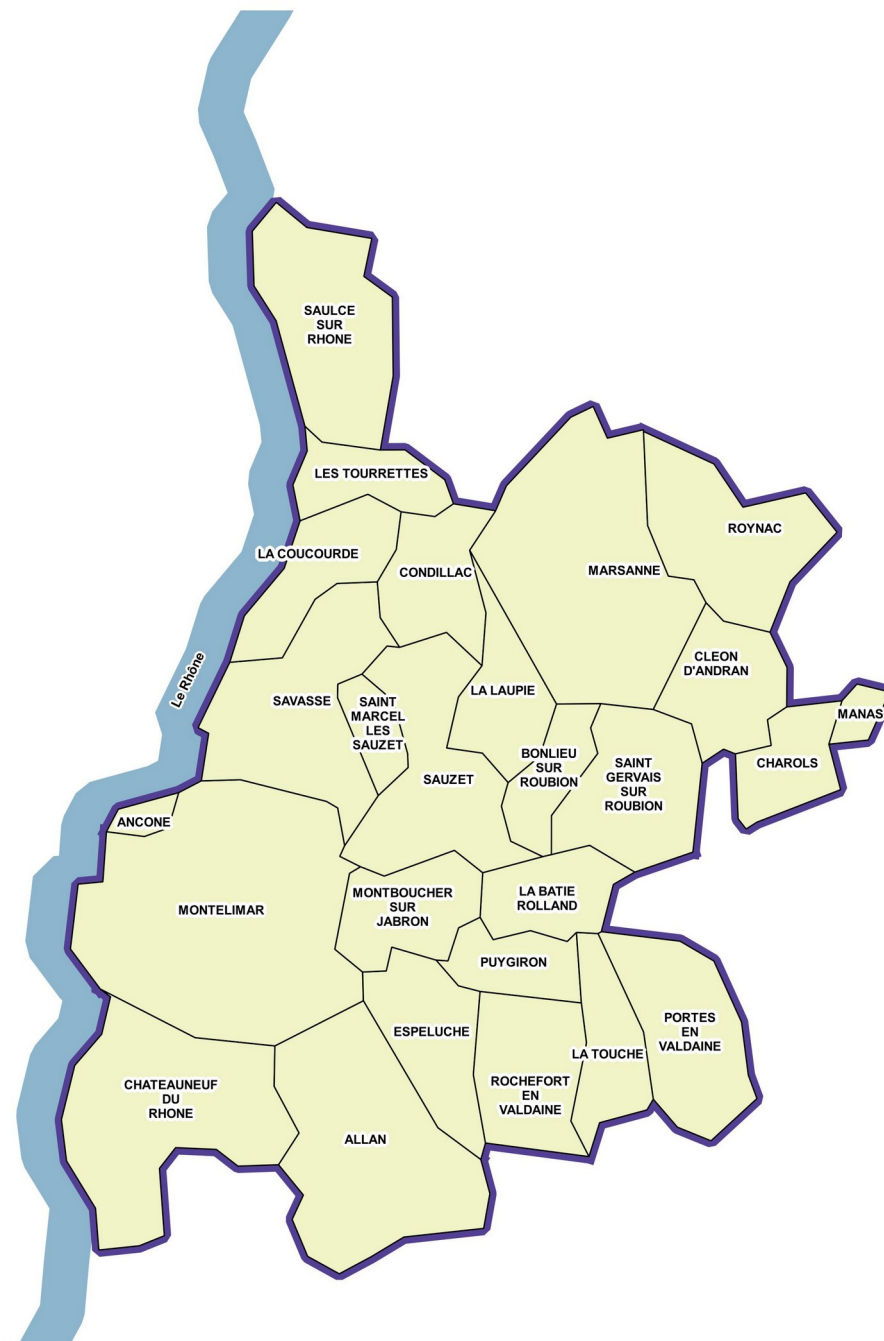 SAULCE
SUR
RHONE
LES TOURRETTES
LA COUCOURDE
CONDILLAC
MARSANNE
ROYNAC
CLEON
D'ANDRAN
Le Rhône
SAVASSE
SAINT
MARCEL
LES
SAUZET
LA LAUPIE
MANAS
CHAROLS
BONLIEU
SUR
ROUBION
SAINT
GERVAIS
SUR
ROUBION
SAUZET
ANCONE
MONTELIMAR
MONTBOUCHER
SUR
JABRON
LA BATIE
ROLLAND
PUYGIRON
ESPELUCHE
LA TOUCHE
PORTES
EN
VALDAINE
CHATEAUNEUF
DU
RHONE
ROCHEFORT
EN
VALDAINE
ALLAN